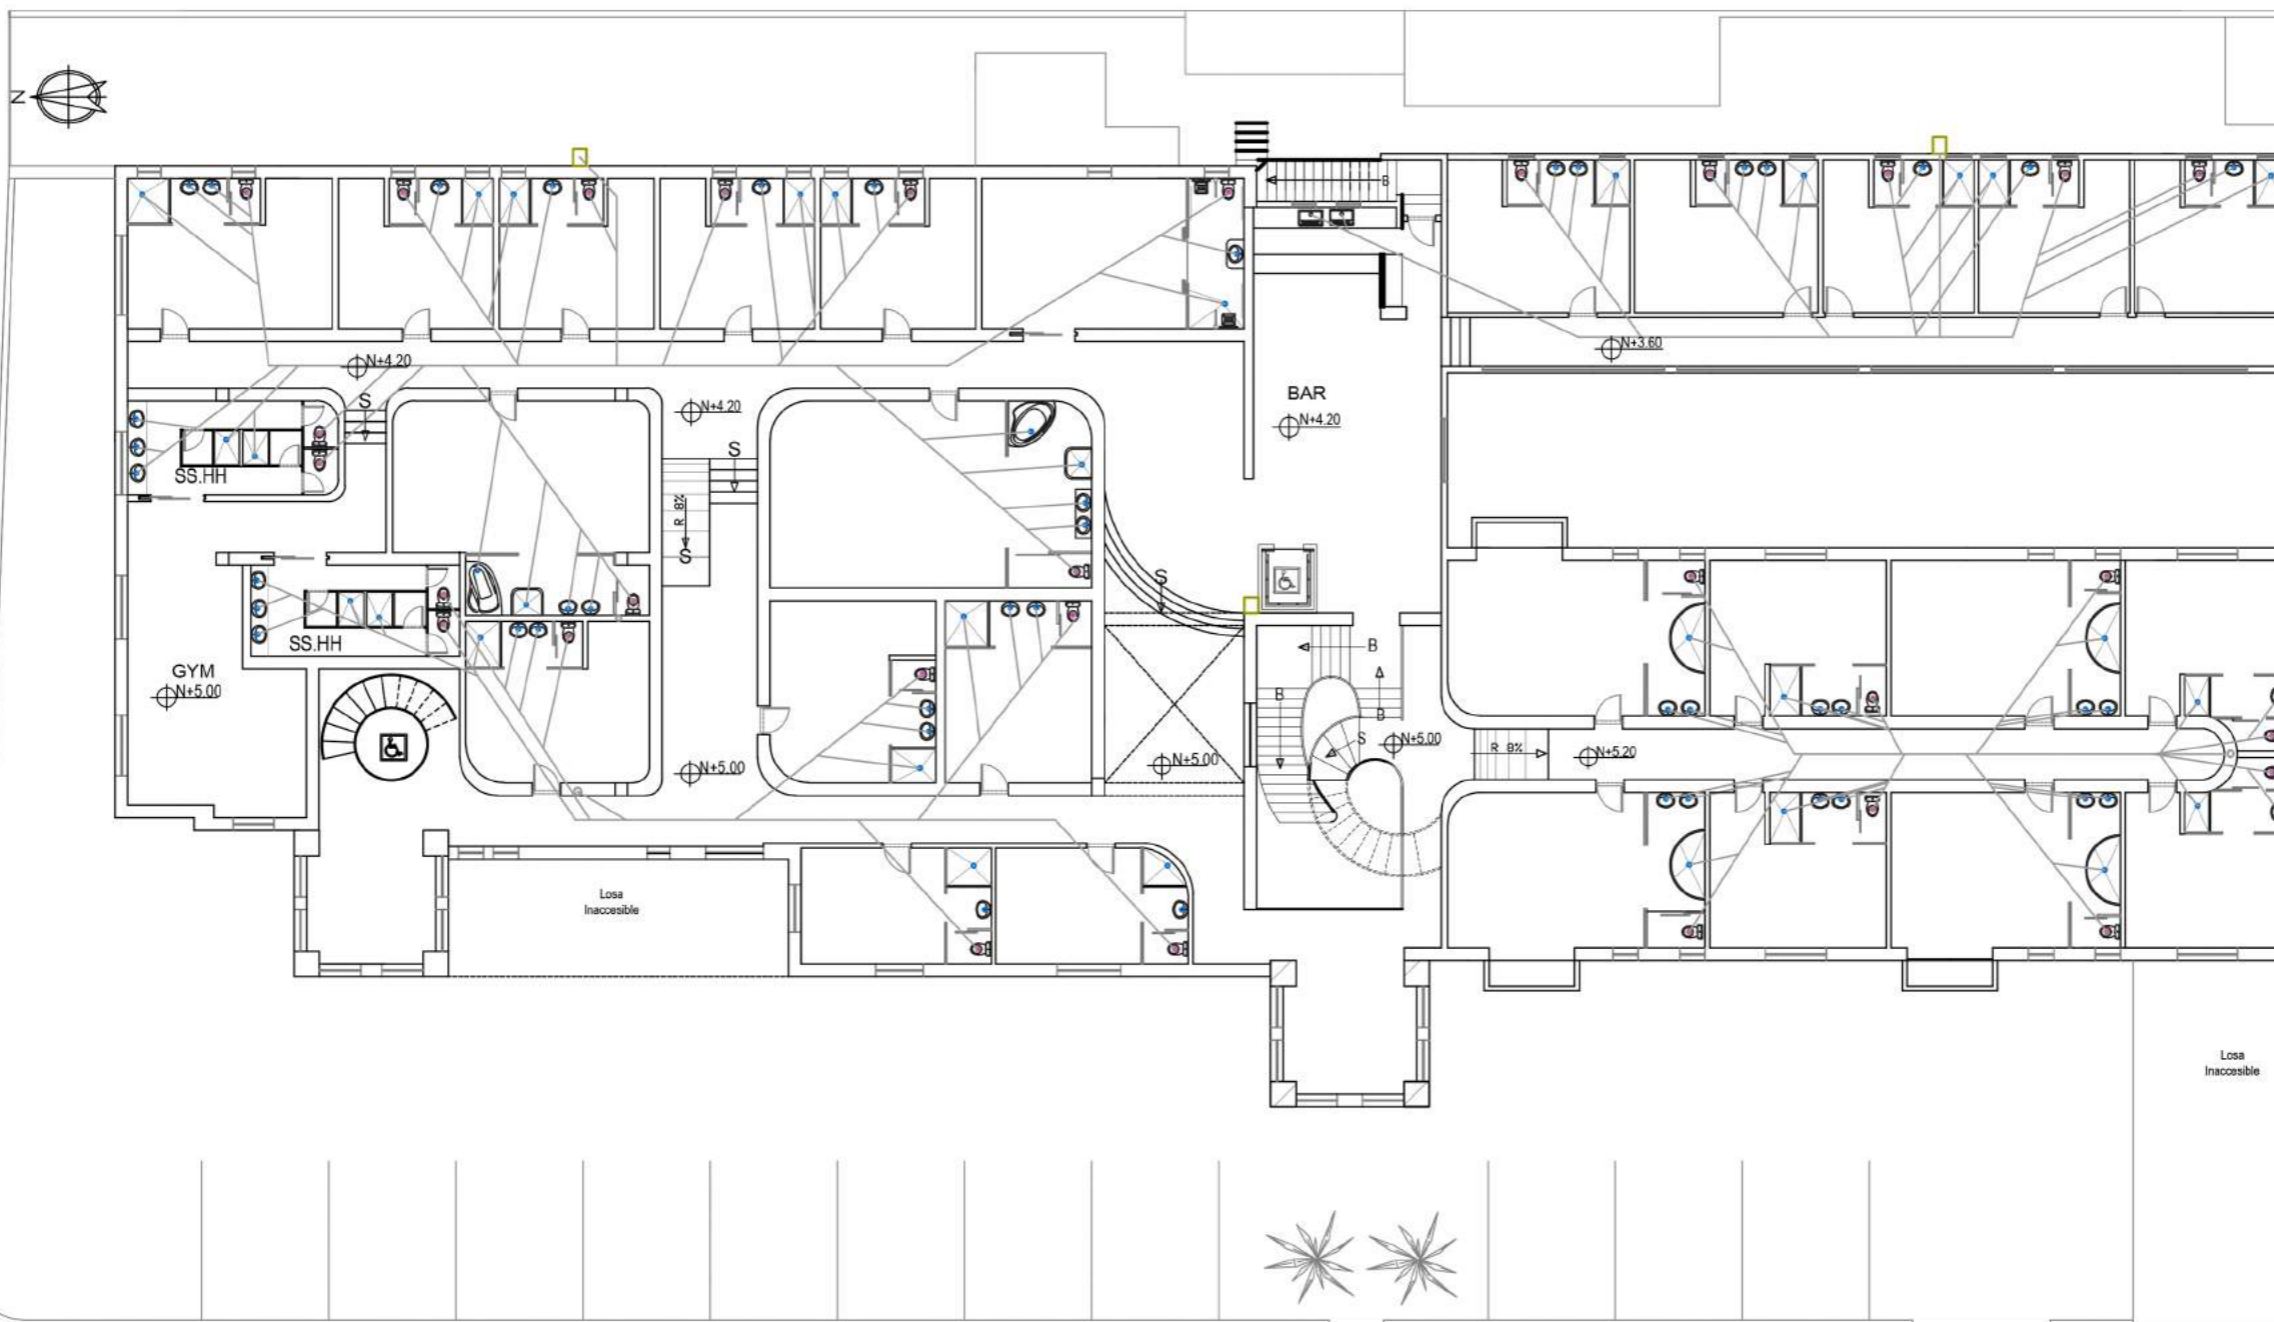 N
B
N+4.20
N+3.60
S
N+4.20
BAR
N+4.20
S
SS.HH
R 8%
S
S
SS.HH
B
GYM
N+5.00
B
B
S
N+5.00
R 8%
N+5.20
N+5.00
N+5.00
Losa
Inaccesible
Losa
Inaccesible